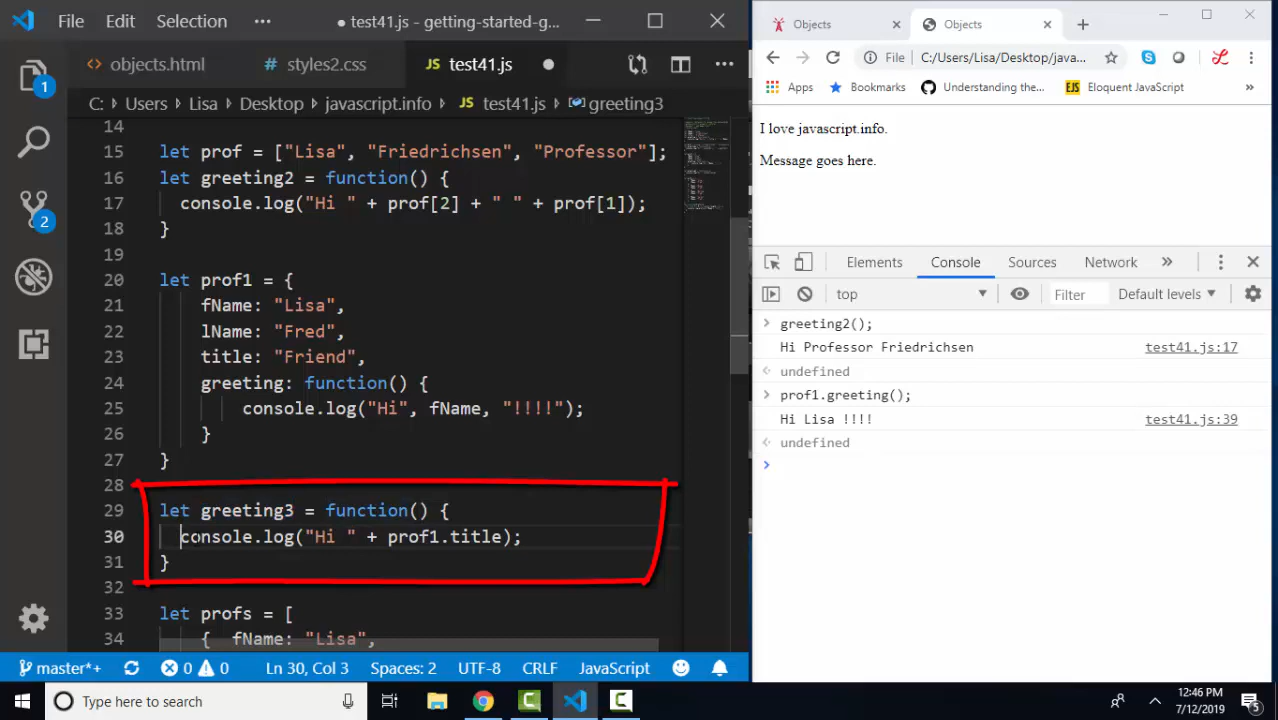 File Edit Selection ··· ● test41.js - getting-started-g...
objects.html # styles2.css JS test41.js ●
C: > Users > Lisa > Desktop > javascript.info > JS test41.js > greeting3
14
15 let prof = ["Lisa", "Friedrichsen", "Professor"];
16 let greeting2 = function() {
17 console.log("Hi " + prof[2] + " " + prof[1]);
18 }
19
20 let prof1 = {
21 fName: "Lisa",
22 lName: "Fred",
23 title: "Friend",
24 greeting: function() {
25 console.log("Hi", fName, "!!!!");
26 }
27 }
28
29 let greeting3 = function() {
30 console.log("Hi " + prof1.title);
31 }
32
33 let profs = [
34 { fName: "Lisa",
1
2
master*+ 0 0 Ln 30, Col 3 Spaces: 2 UTF-8 CRLF JavaScript
Objects Objects
File C:/Users/Lisa/Desktop/java...
Apps Bookmarks Understanding the... EJS Eloquent JavaScript »
I love javascript.info.
Message goes here.
Elements Console Sources Network »
top Filter Default levels
> greeting2();
Hi Professor Friedrichsen test41.js:17
undefined
> prof1.greeting();
Hi Lisa !!!! test41.js:39
undefined
>
Type here to search
12:46 PM
7/12/2019
5